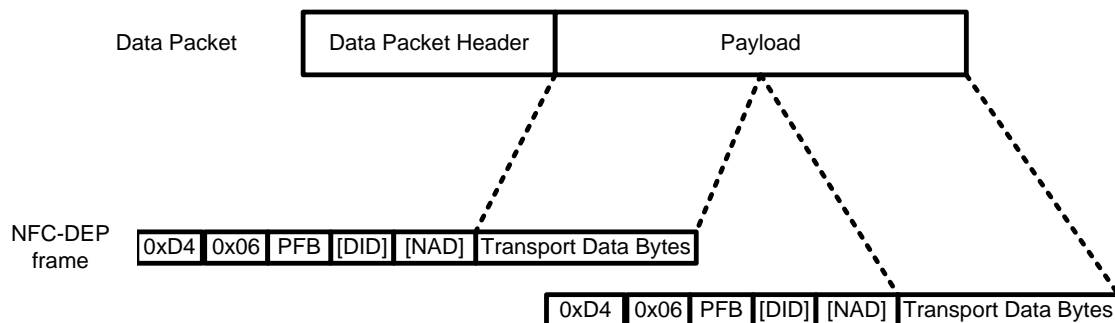 Data Packet Data Packet Header Payload
NFC-DEP
frame
0xD4 0x06 PFB [DID] [NAD] Transport Data Bytes
0xD4 0x06 PFB [DID] [NAD] Transport Data Bytes